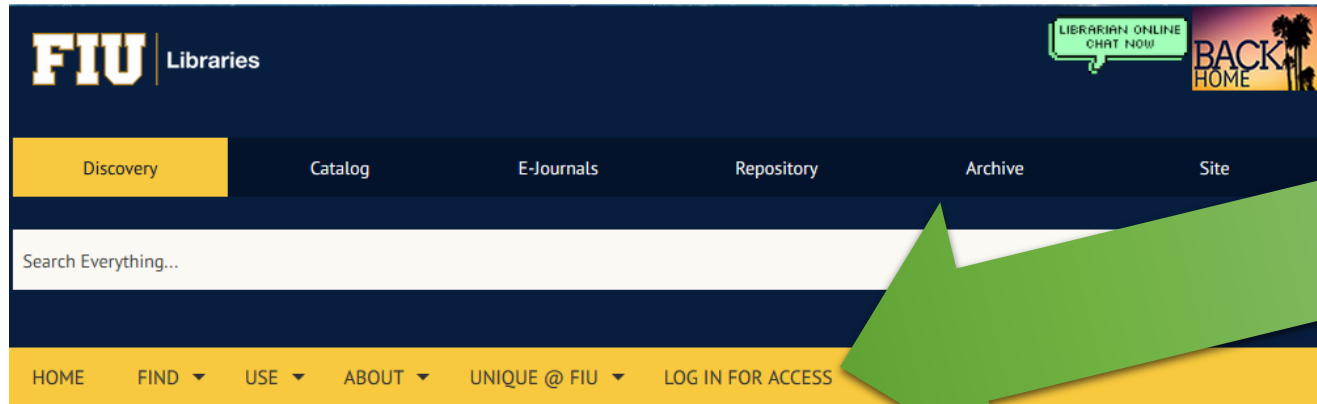 FIU Libraries
LIBRARIAN ONLINE
CHAT NOW
BACK
HOME
Discovery Catalog E-Journals Repository Archive Site
Search Everything...
HOME FIND USE ABOUT UNIQUE @ FIU LOG IN FOR ACCESS